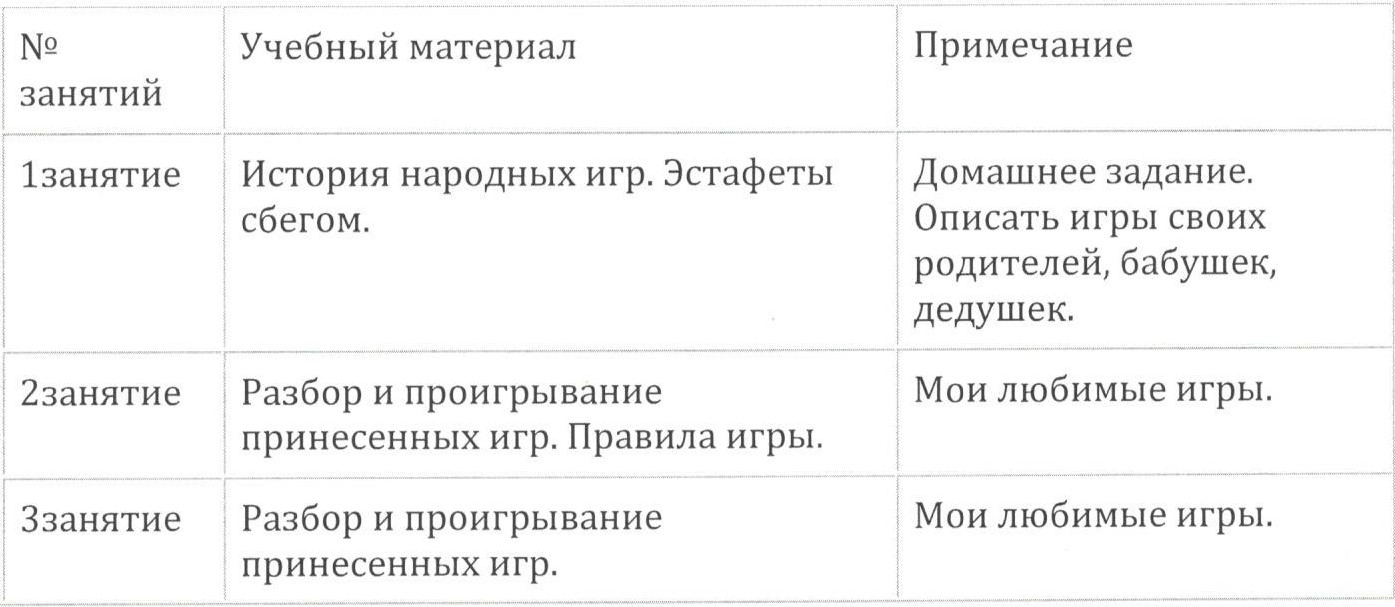 №
занятий
Учебный материал
Примечание
1занятие
История народных игр. Эстафеты
сбегом.
Домашнее задание.
Описать игры своих
родителей, бабушек,
дедушек.
2занятие
Разбор и проигрывание
принесенных игр. Правила игры.
Мои любимые игры.
3занятие
Разбор и проигрывание
принесенных игр.
Мои любимые игры.